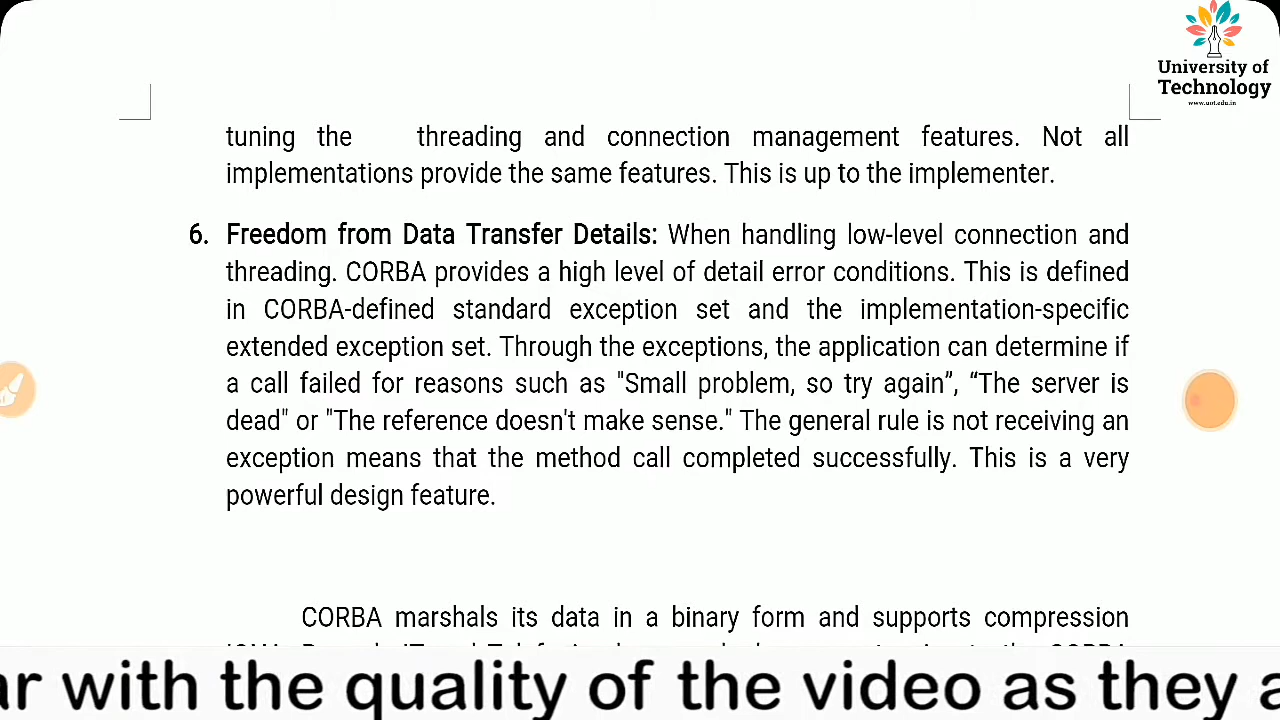 University of
Technology
www.uot.edu.in
tuning the threading and connection management features. Not all
implementations provide the same features. This is up to the implementer.
6. Freedom from Data Transfer Details: When handling low-level connection and
threading. CORBA provides a high level of detail error conditions. This is defined
in CORBA-defined standard exception set and the implementation-specific
extended exception set. Through the exceptions, the application can determine if
a call failed for reasons such as "Small problem, so try again”, “The server is
dead" or "The reference doesn't make sense." The general rule is not receiving an
exception means that the method call completed successfully. This is a very
powerful design feature.
CORBA marshals its data in a binary form and supports compression
with the quality of the video as they